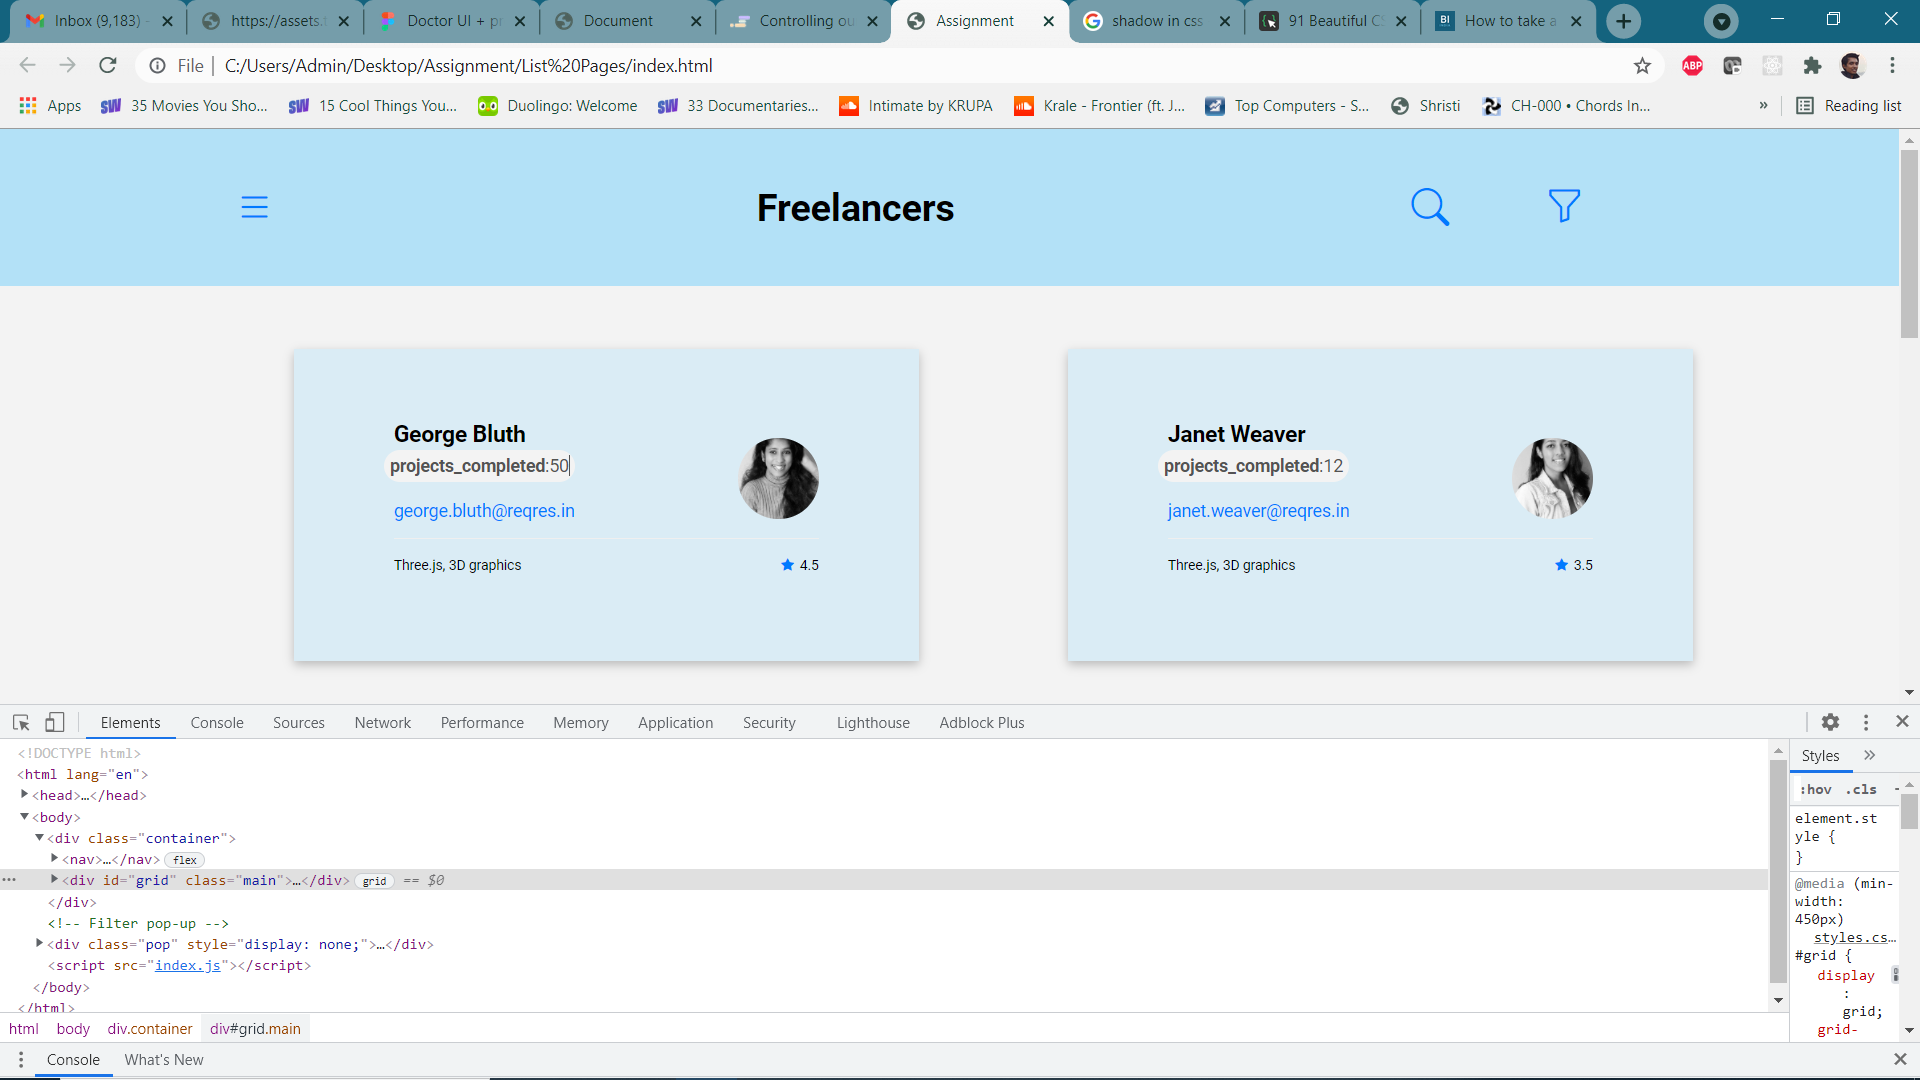 Inbox (9,183) -
https://assets.t
Doctor UI + pr
Document
Controlling ou
Assignment
shadow in css
91 Beautiful CS
How to take a
File | C:/Users/Admin/Desktop/Assignment/List%20Pages/index.html
ABP
Apps
35 Movies You Sho...
15 Cool Things You...
Duolingo: Welcome
33 Documentaries...
Intimate by KRUPA
Krale - Frontier (ft. J...
Top Computers - S...
Shristi
CH-000 • Chords In...
»
Reading list
Freelancers
George Bluth
projects_completed:50
george.bluth@reqres.in
Three.js, 3D graphics
4.5
Janet Weaver
projects_completed:12
janet.weaver@reqres.in
Three.js, 3D graphics
3.5
Elements Console Sources Network Performance Memory Application Security Lighthouse Adblock Plus
<!DOCTYPE html>
<html lang="en">
<head>…</head>
<body>
<div class="container">
<nav>…</nav> flex
<div id="grid" class="main">…</div> grid == $0
</div>
<!-- Filter pop-up -->
<div class="pop" style="display: none;">…</div>
<script src="index.js"></script>
</body>
</html>
Styles »
:hov .cls
element.st
yle {
}
@media (min-
width:
450px)
styles.cs…
#grid {
display
:
grid;
grid-
html body div.container div#grid.main
Console What's New